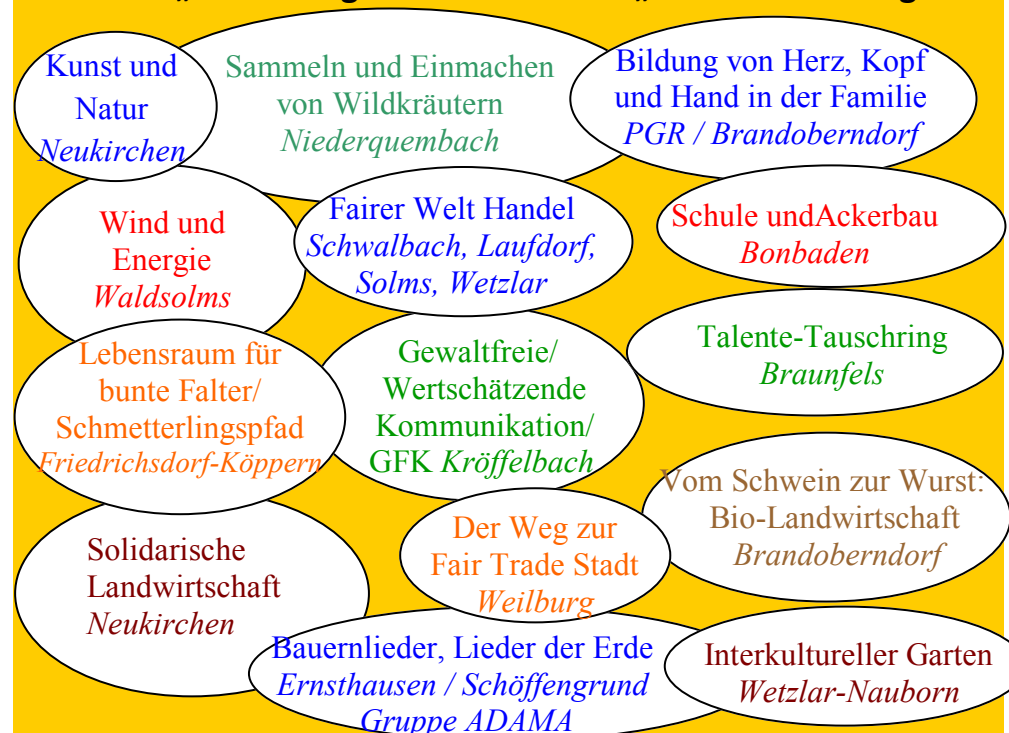 Kunst und
Natur
Neukirchen
Sammeln und Einmachen
von Wildkräutern
Niederquembach
Bildung von Herz, Kopf
und Hand in der Familie
PGR / Brandoberndorf
Wind und
Energie
Waldsolms
Fairer Welt Handel
Schwalbach, Laufdorf,
Solms, Wetzlar
Schule undAckerbau
Bonbaden
Lebensraum für
bunte Falter/
Schmetterlingspfad
Friedrichsdorf-Köppern
Gewaltfreie/
Wertschätzende
Kommunikation/
GFK Kröffelbach
Talente-Tauschring
Braunfels
Vom Schwein zur Wurst:
Bio-Landwirtschaft
Brandoberndorf
Solidarische
Landwirtschaft
Neukirchen
Der Weg zur
Fair Trade Stadt
Weilburg
Bauernlieder, Lieder der Erde
Ernsthausen / Schöffengrund
Gruppe ADAMA
Interkultureller Garten
Wetzlar-Nauborn